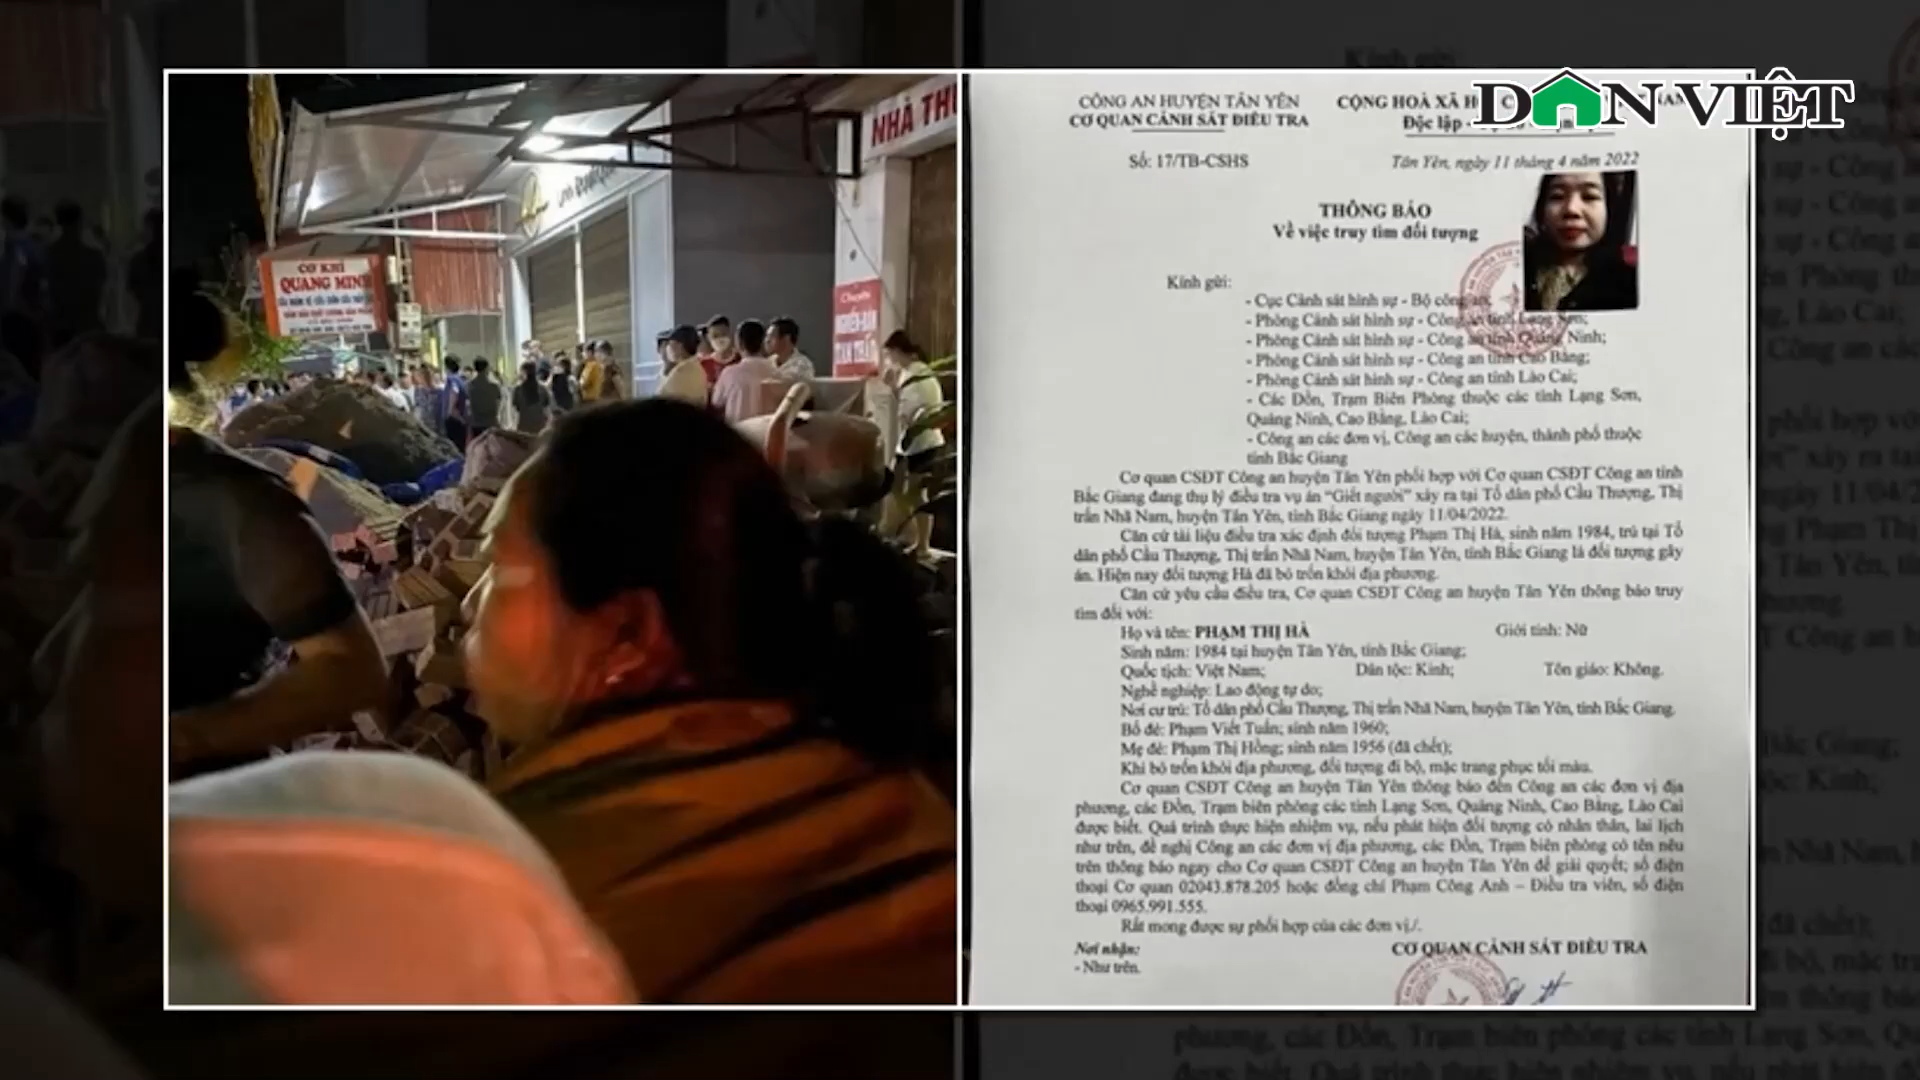 DÂN VIỆT
CƠ KHÍ
QUANG MINH
NHÀ THU
Chuyên
CÔNG AN HUYỆN TÂN YÊN
CƠ QUAN CẢNH SÁT ĐIỀU TRA
CỘNG HOÀ XÃ H
Độc lập -
Số: 17/TB-CSHS
Tân Yên, ngày 11 tháng 4 năm 2022
THÔNG BÁO
Về việc truy tìm đối tượng
Kính gửi:
- Cục Cảnh sát hình sự - Bộ công an;
- Phòng Cảnh sát hình sự - Công an tỉnh Lạng Sơn;
- Phòng Cảnh sát hình sự - Công an tỉnh Quảng Ninh;
- Phòng Cảnh sát hình sự - Công an tỉnh Cao Bằng;
- Phòng Cảnh sát hình sự - Công an tỉnh Lào Cai;
- Các Đồn, Trạm Biên Phòng thuộc các tỉnh Lạng Sơn,
Quảng Ninh, Cao Bằng, Lào Cai;
- Công an các đơn vị, Công an các huyện, thành phố thuộc
tỉnh Bắc Giang
Cơ quan CSĐT Công an huyện Tân Yên phối hợp với Cơ quan CSĐT Công an tỉnh
Bắc Giang đang thụ lý điều tra vụ án "Giết người" xảy ra tại Tổ dân phố Cầu Thượng, Thị
trấn Nhã Nam, huyện Tân Yên, tỉnh Bắc Giang ngày 11/04/2022.
Căn cứ tài liệu điều tra xác định đối tượng Phạm Thị Hà, sinh năm 1984, trú tại Tổ
dân phố Cầu Thượng, Thị trấn Nhã Nam, huyện Tân Yên, tỉnh Bắc Giang là đối tượng gây
án. Hiện nay đối tượng Hà đã bỏ trốn khỏi địa phương.
Căn cứ yêu cầu điều tra, Cơ quan CSĐT Công an huyện Tân Yên thông báo truy
tìm đối với:
Họ và tên: PHẠM THỊ HÀ Giới tính: Nữ
Sinh năm: 1984 tại huyện Tân Yên, tỉnh Bắc Giang;
Quốc tịch: Việt Nam; Dân tộc: Kinh; Tôn giáo: Không.
Nghề nghiệp: Lao động tự do;
Nơi cư trú: Tổ dân phố Cầu Thượng, Thị trấn Nhã Nam, huyện Tân Yên, tỉnh Bắc Giang.
Bố đẻ: Phạm Viết Tuấn; sinh năm 1960;
Mẹ đẻ: Phạm Thị Hồng; sinh năm 1956 (đã chết);
Khi bỏ trốn khỏi địa phương, đối tượng đi bộ, mặc trang phục tối màu.
Cơ quan CSĐT Công an huyện Tân Yên thông báo đến Công an các đơn vị địa
phương, các Đồn, Trạm biên phòng các tỉnh Lạng Sơn, Quảng Ninh, Cao Bằng, Lào Cai
được biết. Quá trình thực hiện nhiệm vụ, nếu phát hiện đối tượng có nhân thân, lai lịch
như trên, đề nghị Công an các đơn vị địa phương, các Đồn, Trạm biên phòng có tên nêu
trên thông báo ngay cho Cơ quan CSĐT Công an huyện Tân Yên để giải quyết; số điện
thoại Cơ quan 02043.878.205 hoặc đồng chí Phạm Công Anh – Điều tra viên, số điện
thoại 0965.991.555.
Rất mong được sự phối hợp của các đơn vị./.
Nơi nhận:
- Như trên.
CƠ QUAN CẢNH SÁT ĐIỀU TRA